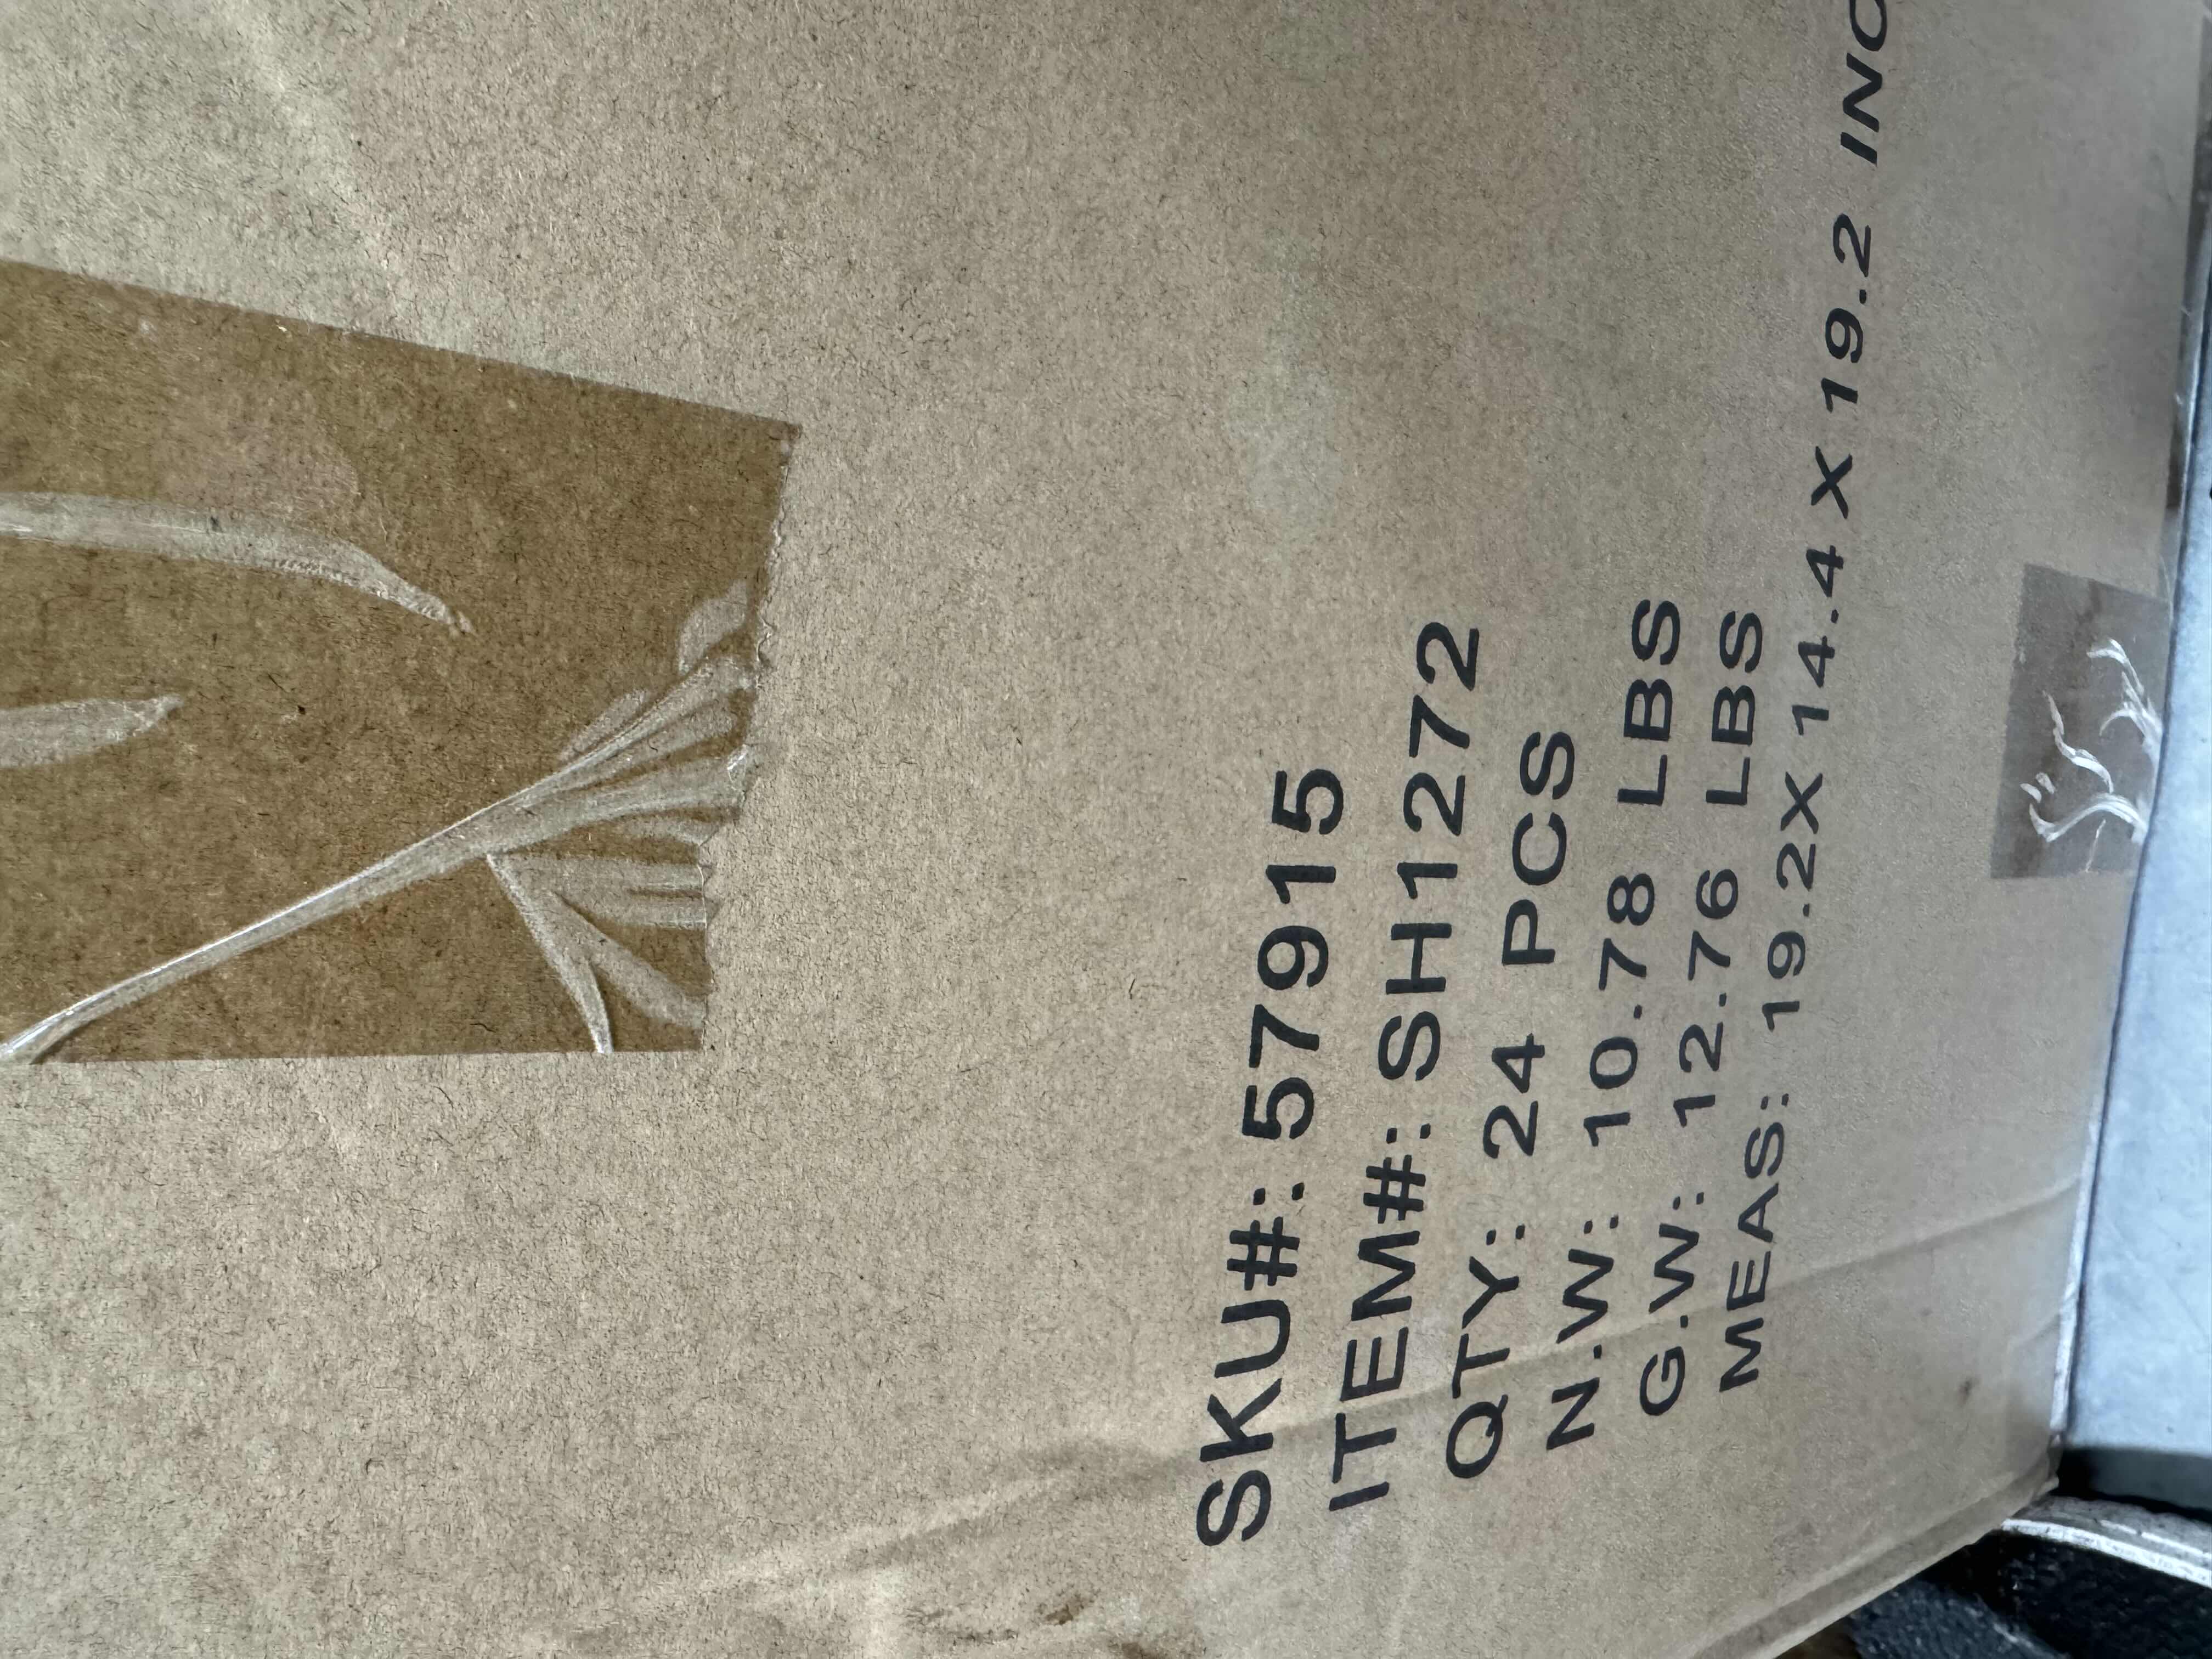 SKU#: 57915
ITEM#: SH1272
QTY: 24 PCS
N.W: 10.78 LBS
G.W: 12.76 LBS
MEAS: 19.2X 14.4 X 19.2